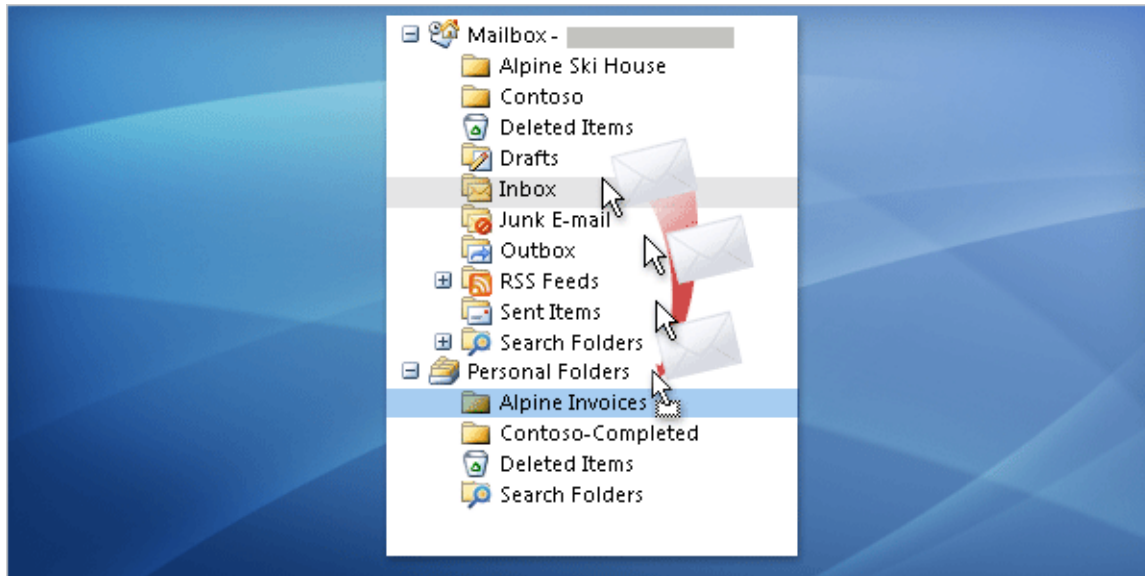 Mailbox -
Alpine Ski House
Contoso
Deleted Items
Drafts
Inbox
Junk E-mail
Outbox
RSS Feeds
Sent Items
Search Folders
Personal Folders
Alpine Invoices
Contoso-Completed
Deleted Items
Search Folders